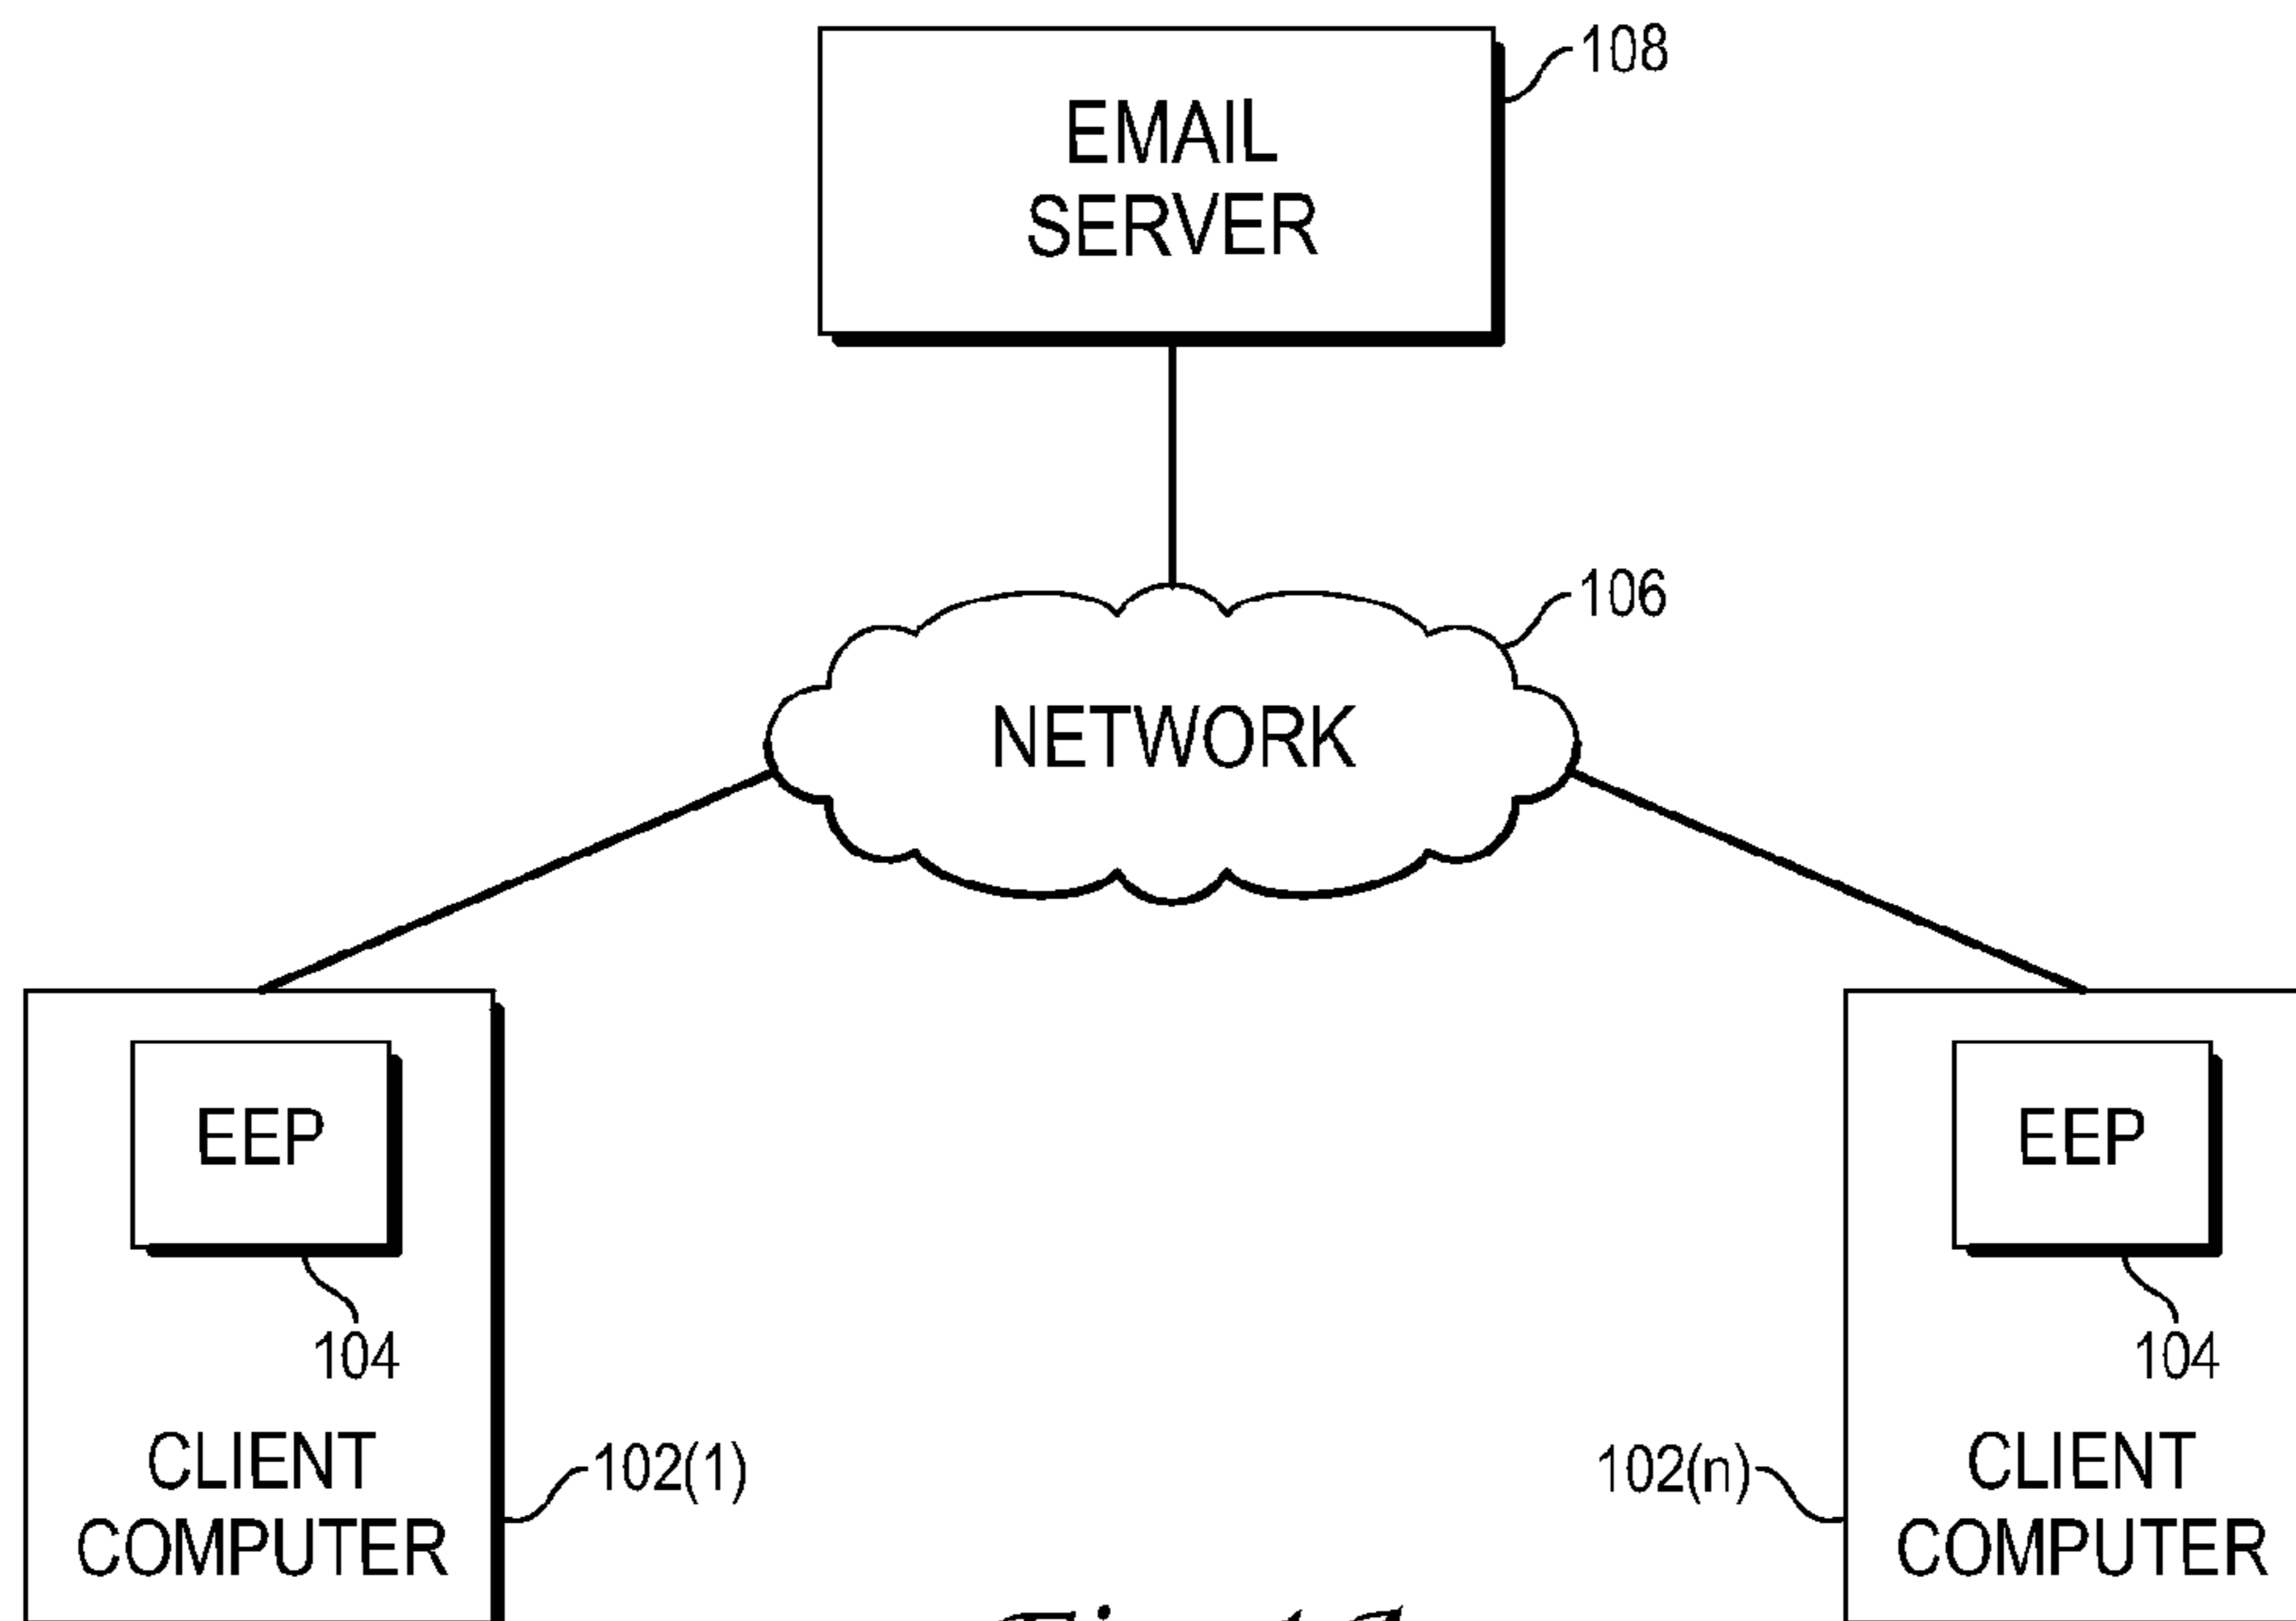 108
EMAIL
SERVER
106
NETWORK
EEP
104
CLIENT
COMPUTER
102(1)
EEP
104
102(n)
CLIENT
COMPUTER